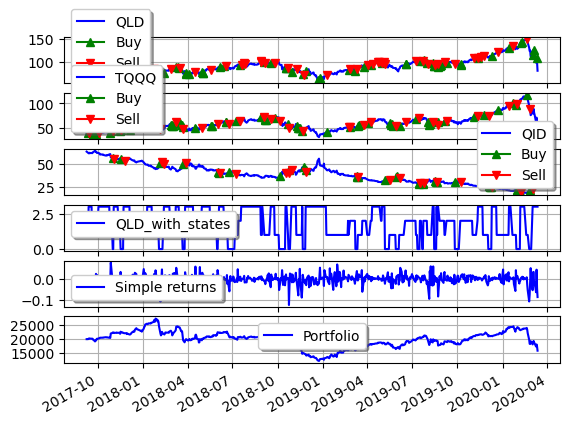 QLD
Buy
Sell
150
100
TQQQ
Buy
Sell
100
50
QID
Buy
Sell
50
25
QLD_with_states
2.5
0.0
Simple returns
0.0
−0.1
Portfolio
25000
20000
15000
2017-10 2018-01 2018-04 2018-07 2018-10 2019-01 2019-04 2019-07 2019-10 2020-01 2020-04